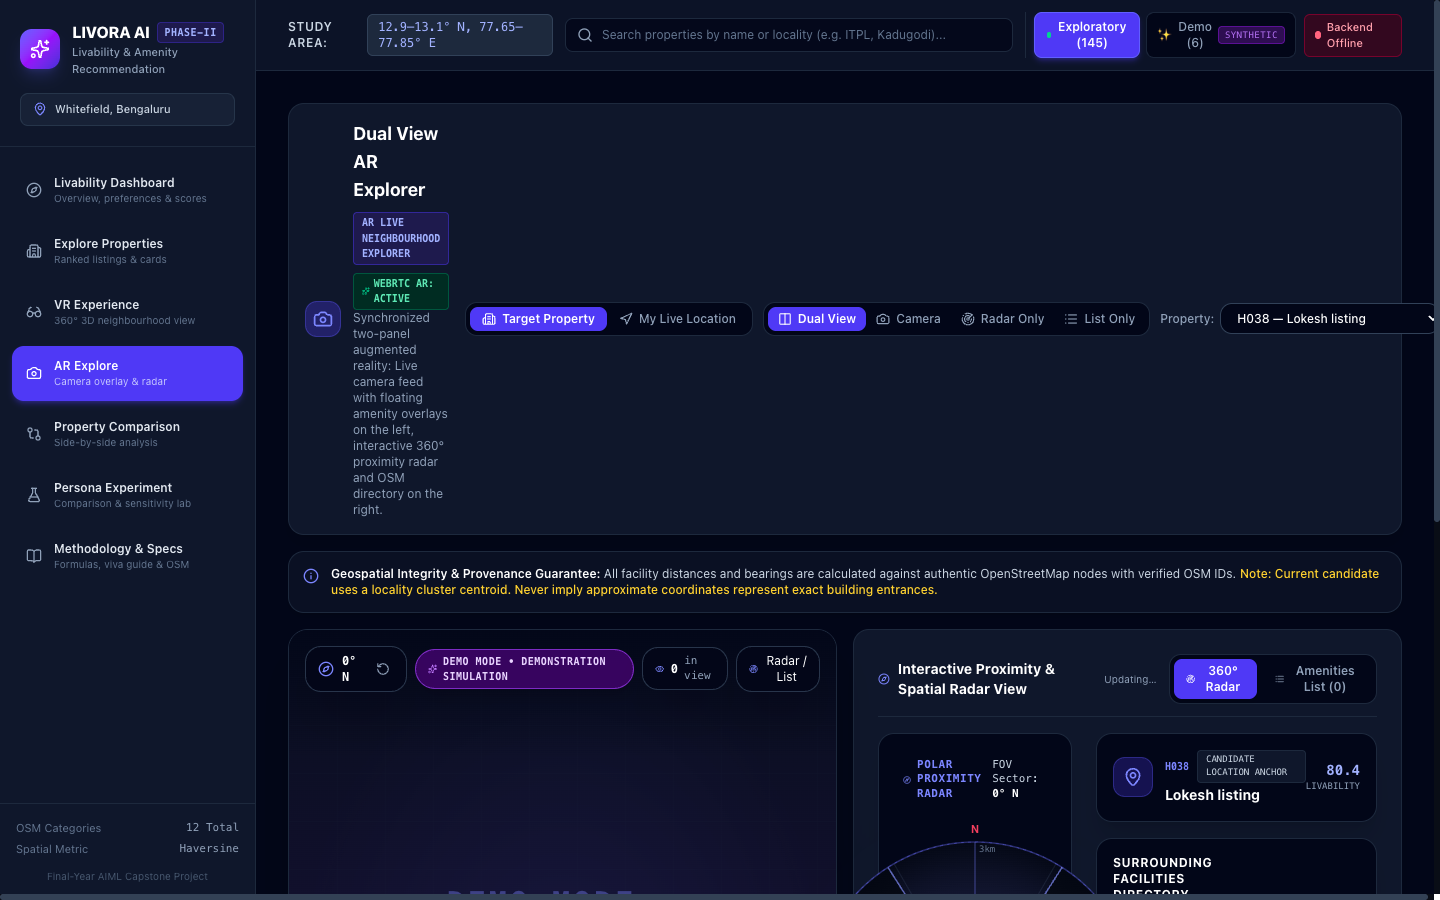 LIVORA AI PHASE-II
Livability & Amenity
Recommendation
Whitefield, Bengaluru
Livability Dashboard
Overview, preferences & scores
Explore Properties
Ranked listings & cards
VR Experience
360° 3D neighbourhood view
AR Explore
Camera overlay & radar
Property Comparison
Side-by-side analysis
Persona Experiment
Comparison & sensitivity lab
Methodology & Specs
Formulas, viva guide & OSM
OSM Categories 12 Total
Spatial Metric Haversine
Final-Year AIML Capstone Project
STUDY
AREA:
12.9–13.1° N, 77.65–
77.85° E
Search properties by name or locality (e.g. ITPL, Kadugodi)...
Exploratory
(145)
Demo
(6)
SYNTHETIC
Backend
Offline
Dual View
AR
Explorer
AR LIVE
NEIGHBOURHOOD
EXPLORER
WEBRTC AR:
ACTIVE
Synchronized
two-panel
augmented
reality: Live
camera feed
with floating
amenity overlays
on the left,
interactive 360°
proximity radar
and OSM
directory on the
right.
Target Property
My Live Location
Dual View
Camera
Radar Only
List Only
Property:
H038 — Lokesh listing
Geospatial Integrity & Provenance Guarantee: All facility distances and bearings are calculated against authentic OpenStreetMap nodes with verified OSM IDs. Note: Current candidate
uses a locality cluster centroid. Never imply approximate coordinates represent exact building entrances.
0°
N
DEMO MODE • DEMONSTRATION
SIMULATION
0 in
view
Radar /
List
DEMO MODE
Interactive Proximity &
Spatial Radar View
Updating...
360°
Radar
Amenities
List (0)
POLAR
PROXIMITY
RADAR
FOV
Sector:
0° N
N
3km
H038
CANDIDATE
LOCATION ANCHOR
Lokesh listing
80.4
LIVABILITY
SURROUNDING
FACILITIES
DIRECTORY